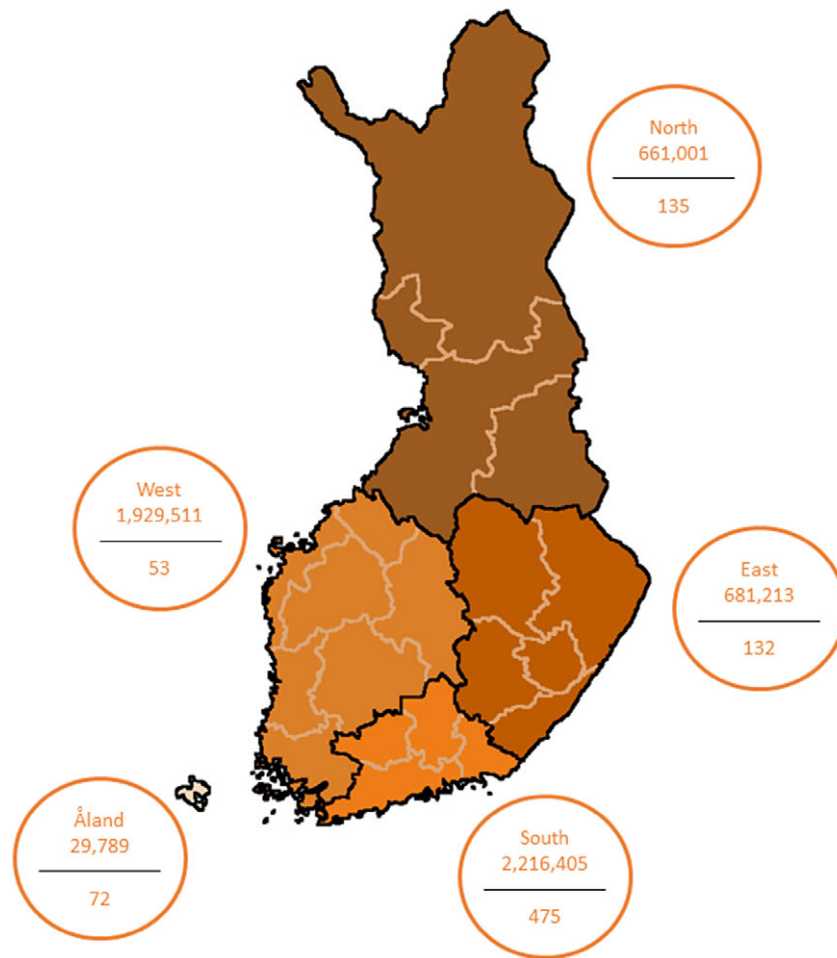 North
661,001
135
West
1,929,511
53
East
681,213
132
Åland
29,789
72
South
2,216,405
475